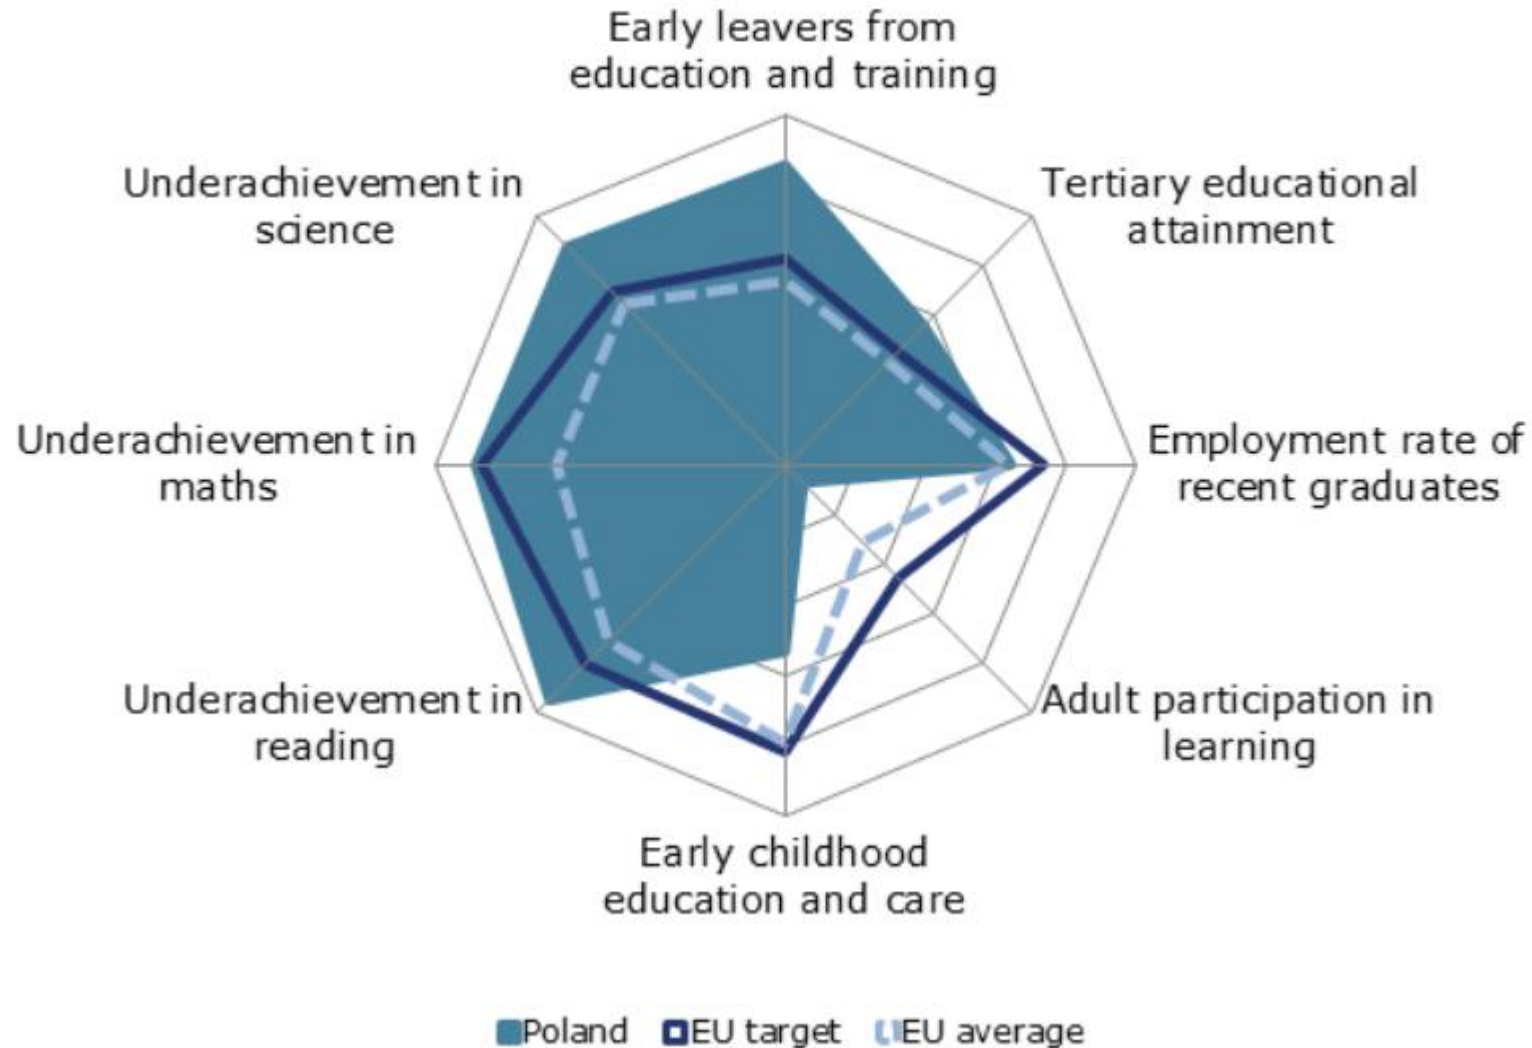 Early leavers from
education and training
Underachievement in
science
Tertiary educational
attainment
Underachievement in
maths
Employment rate of
recent graduates
Underachievement in
reading
Adult participation in
learning
Early childhood
education and care
Poland EU target EU average